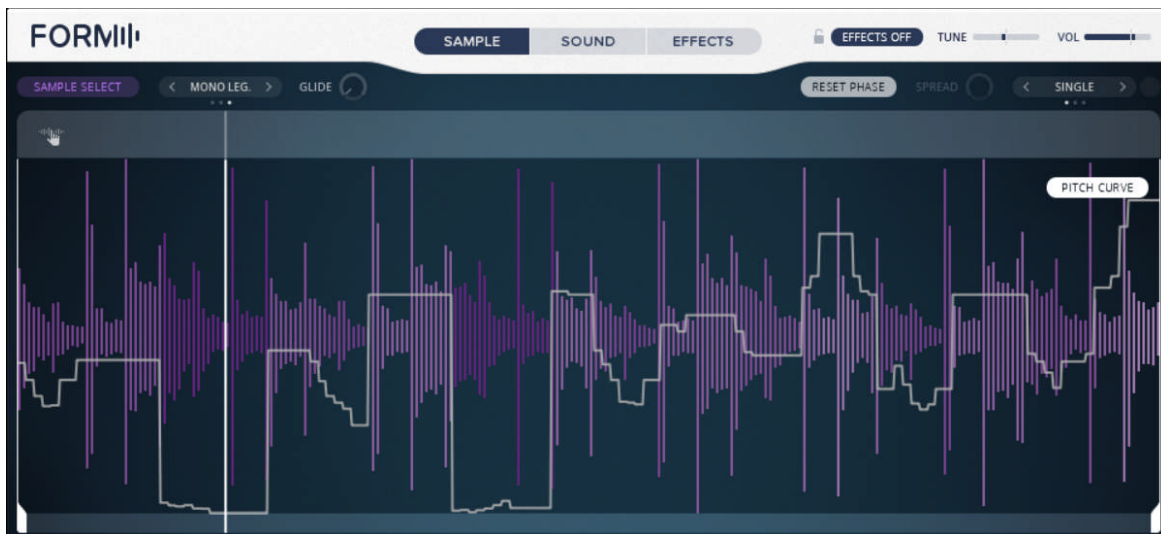 FORM
SAMPLE SOUND EFFECTS
EFFECTS OFF TUNE VOL
SAMPLE SELECT < MONO LEG. > GLIDE
RESET PHASE SPREAD < SINGLE >
PITCH CURVE